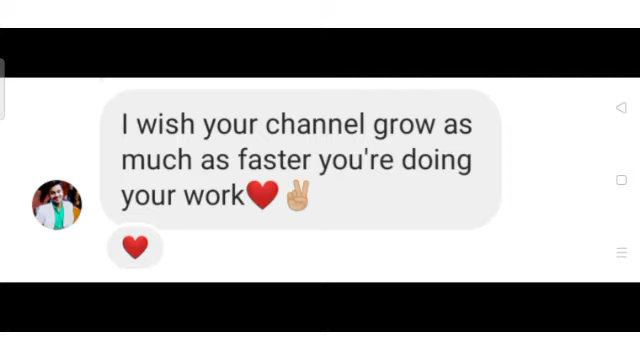 I wish your channel grow as
much as faster you're doing
your work❤️✌🏼
❤️